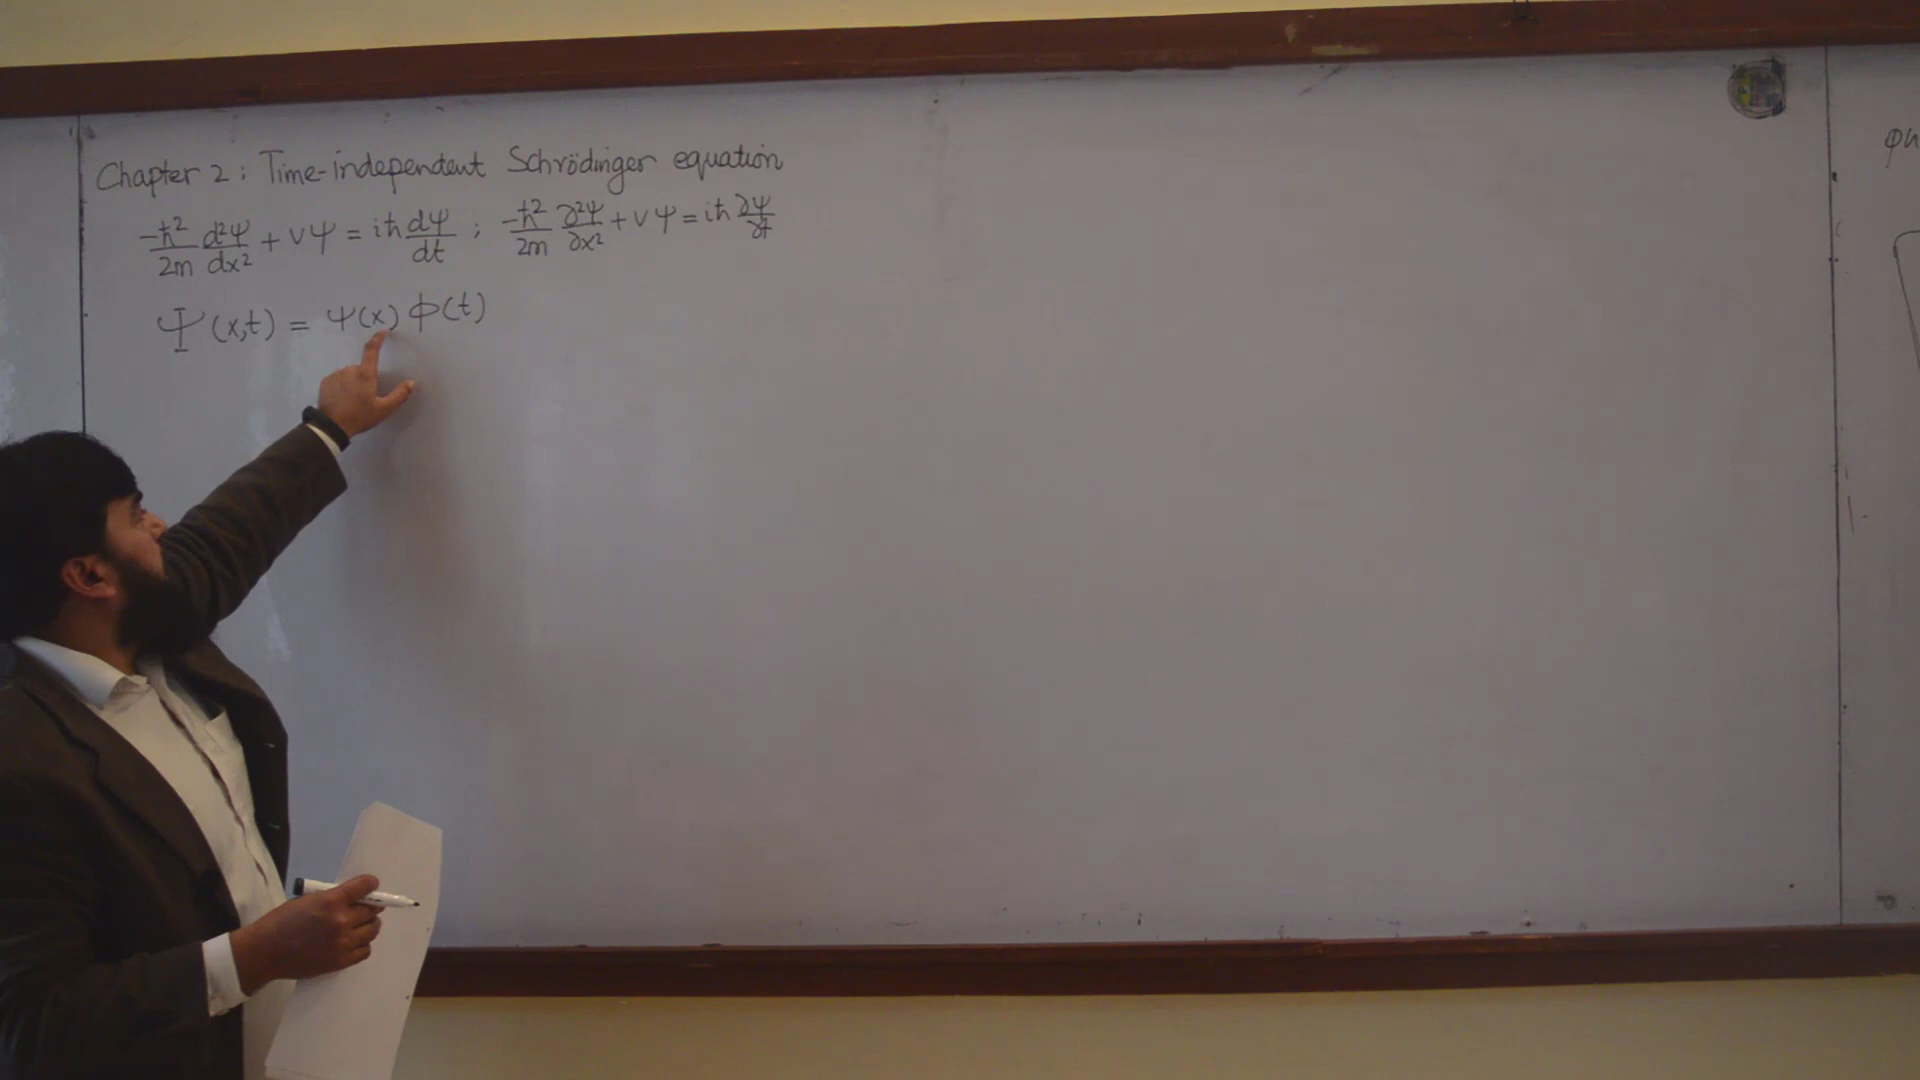 Chapter 2: Time-independent Schrödinger equation
-ħ²/2m d²Ψ/dx² + VΨ = iħ dΨ/dt ; -ħ²/2m ∂²Ψ/∂x² + VΨ = iħ ∂Ψ/∂t
Ψ(x,t) = ψ(x) ϕ(t)